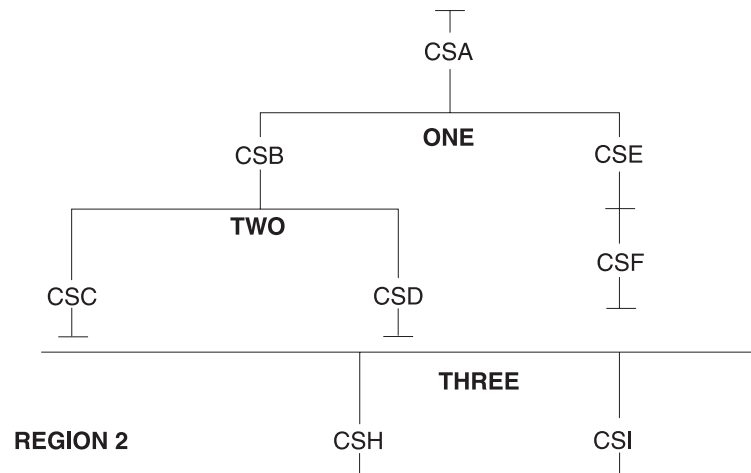 CSA
ONE
CSB CSE
TWO
CSF
CSC CSD
THREE
REGION 2 CSH CSI